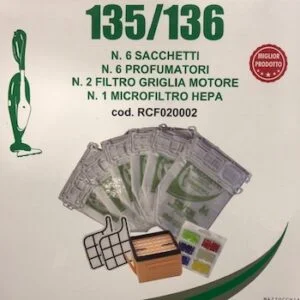 135/136
N. 6 SACCHETTI
N. 6 PROFUMATORI
N. 2 FILTRO GRIGLIA MOTORE
N. 1 MICROFILTRO HEPA
cod. RCF020002
MIGLIOR
PRODOTTO